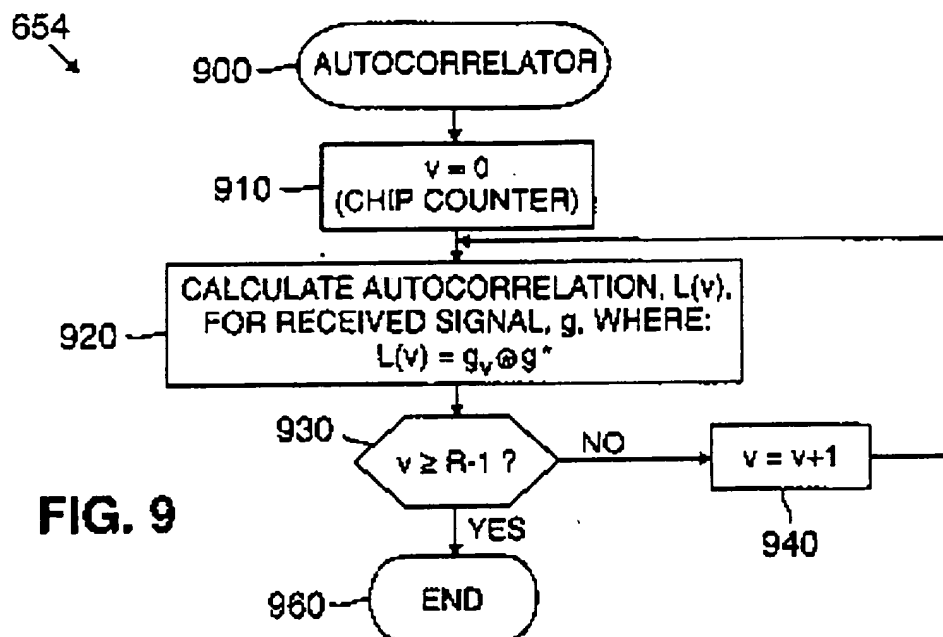 654
900
AUTOCORRELATOR
910
v = 0
(CHIP COUNTER)
920
CALCULATE AUTOCORRELATION, L(v),
FOR RECEIVED SIGNAL, g, WHERE:
L(v) = gᵥ⊛g*
930
v ≥ R-1 ?
NO
v = v+1
940
YES
FIG. 9
960
END